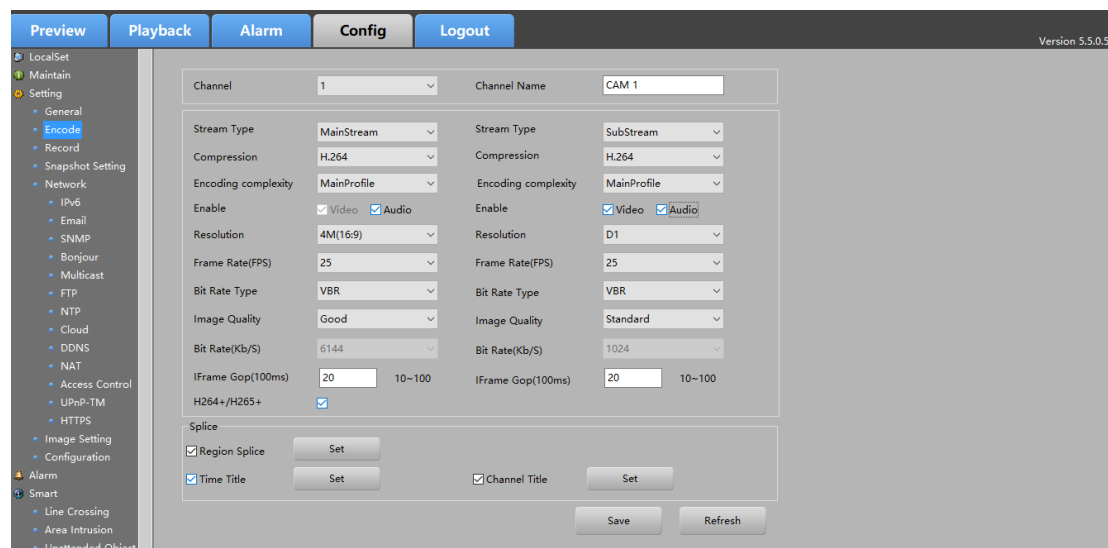 Preview Playback Alarm Config Logout
Version 5.5.0.5
LocalSet
Maintain
Setting
General
Encode
Record
Snapshot Setting
Network
IPv6
Email
SNMP
Bonjour
Multicast
FTP
NTP
Cloud
DDNS
NAT
Access Control
UPnP-TM
HTTPS
Image Setting
Configuration
Alarm
Smart
Line Crossing
Area Intrusion
Unattended Object
Channel 1 Channel Name CAM 1
Stream Type MainStream Stream Type SubStream
Compression H.264 Compression H.264
Encoding complexity MainProfile Encoding complexity MainProfile
Enable Video Audio Enable Video Audio
Resolution 4M(16:9) Resolution D1
Frame Rate(FPS) 25 Frame Rate(FPS) 25
Bit Rate Type VBR Bit Rate Type VBR
Image Quality Good Image Quality Standard
Bit Rate(Kb/S) 6144 Bit Rate(Kb/S) 1024
IFrame Gop(100ms) 20 10~100 IFrame Gop(100ms) 20 10~100
H264+/H265+
Splice
Region Splice Set
Time Title Set Channel Title Set
Save Refresh